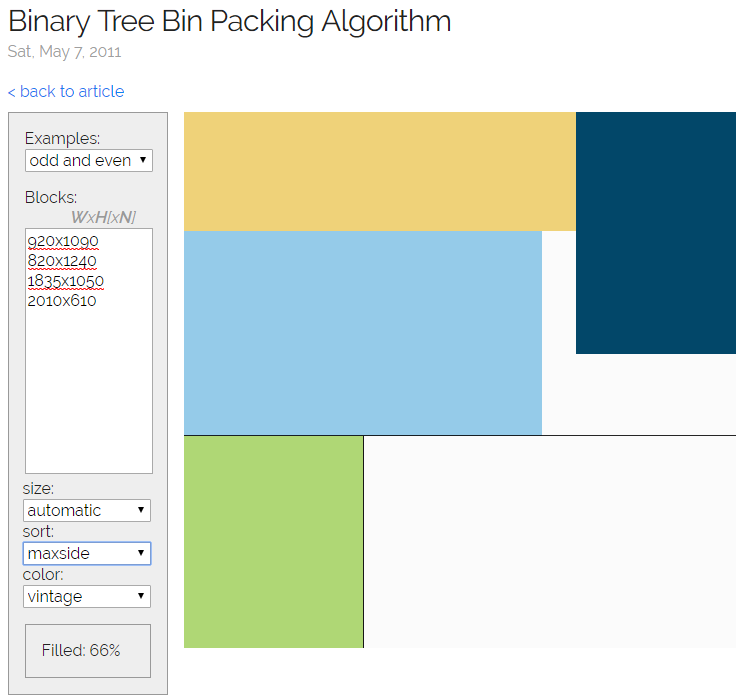 Binary Tree Bin Packing Algorithm
Sat, May 7, 2011
< back to article
Examples:
odd and even
Blocks:
WxH[xN]
920x1090
820x1240
1835x1050
2010x610
size:
automatic
sort:
maxside
color:
vintage
Filled: 66%